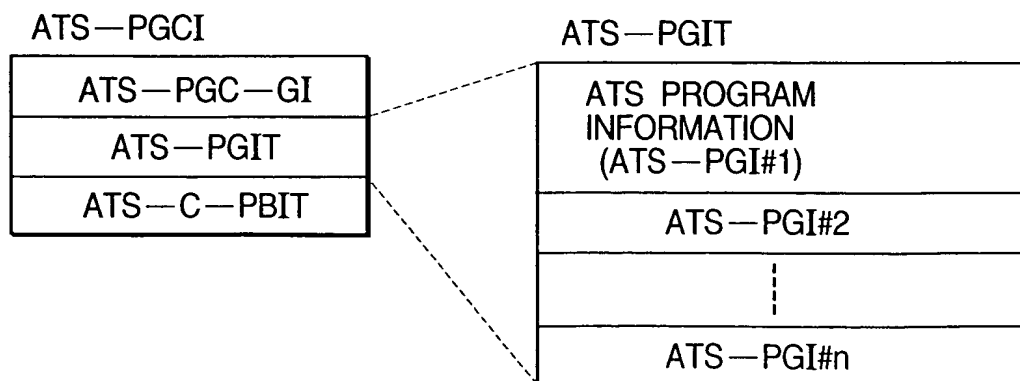 ATS—PGCI
ATS—PGC—GI
ATS—PGIT
ATS—C—PBIT
ATS—PGIT
ATS PROGRAM
INFORMATION
(ATS—PGI#1)
ATS—PGI#2
ATS—PGI#n